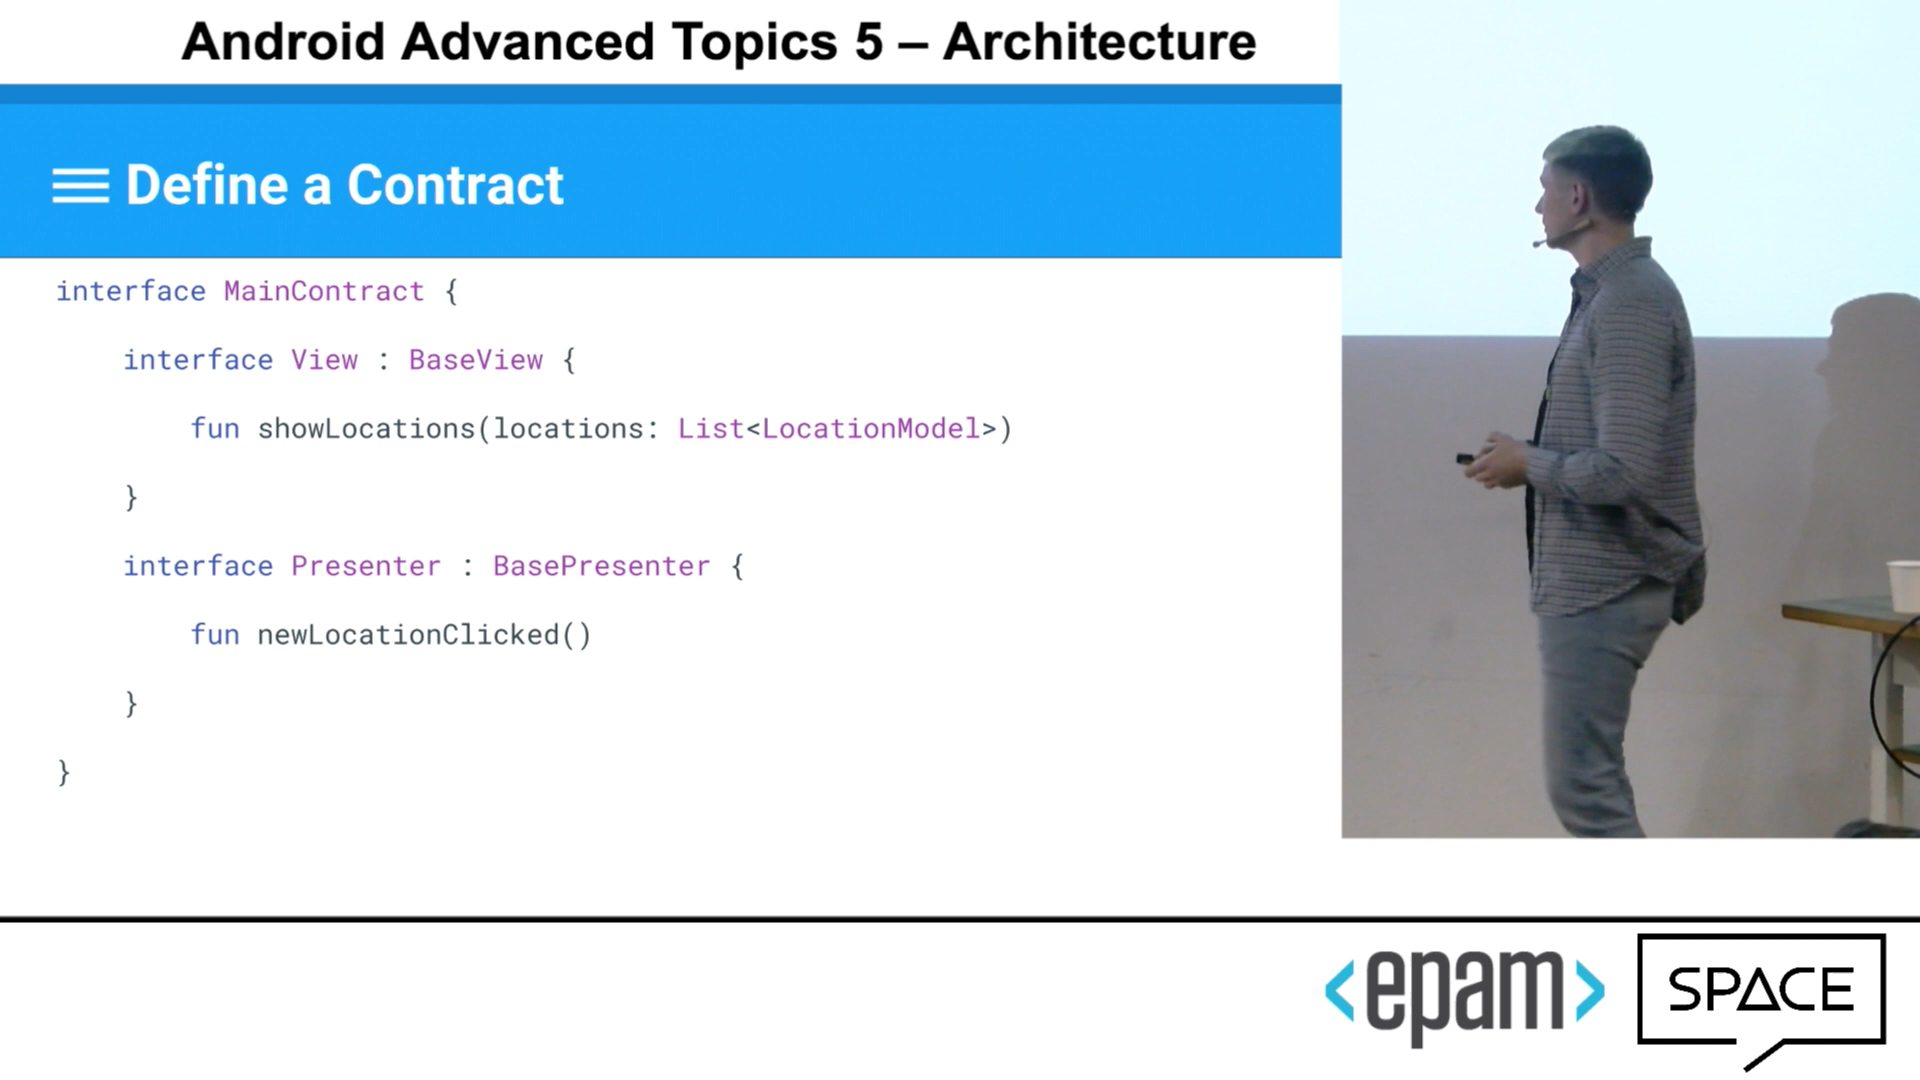 Android Advanced Topics 5 – Architecture
Define a Contract
interface MainContract {
interface View : BaseView {
fun showLocations(locations: List<LocationModel>)
}
interface Presenter : BasePresenter {
fun newLocationClicked()
}
}
<epam>
SPACE